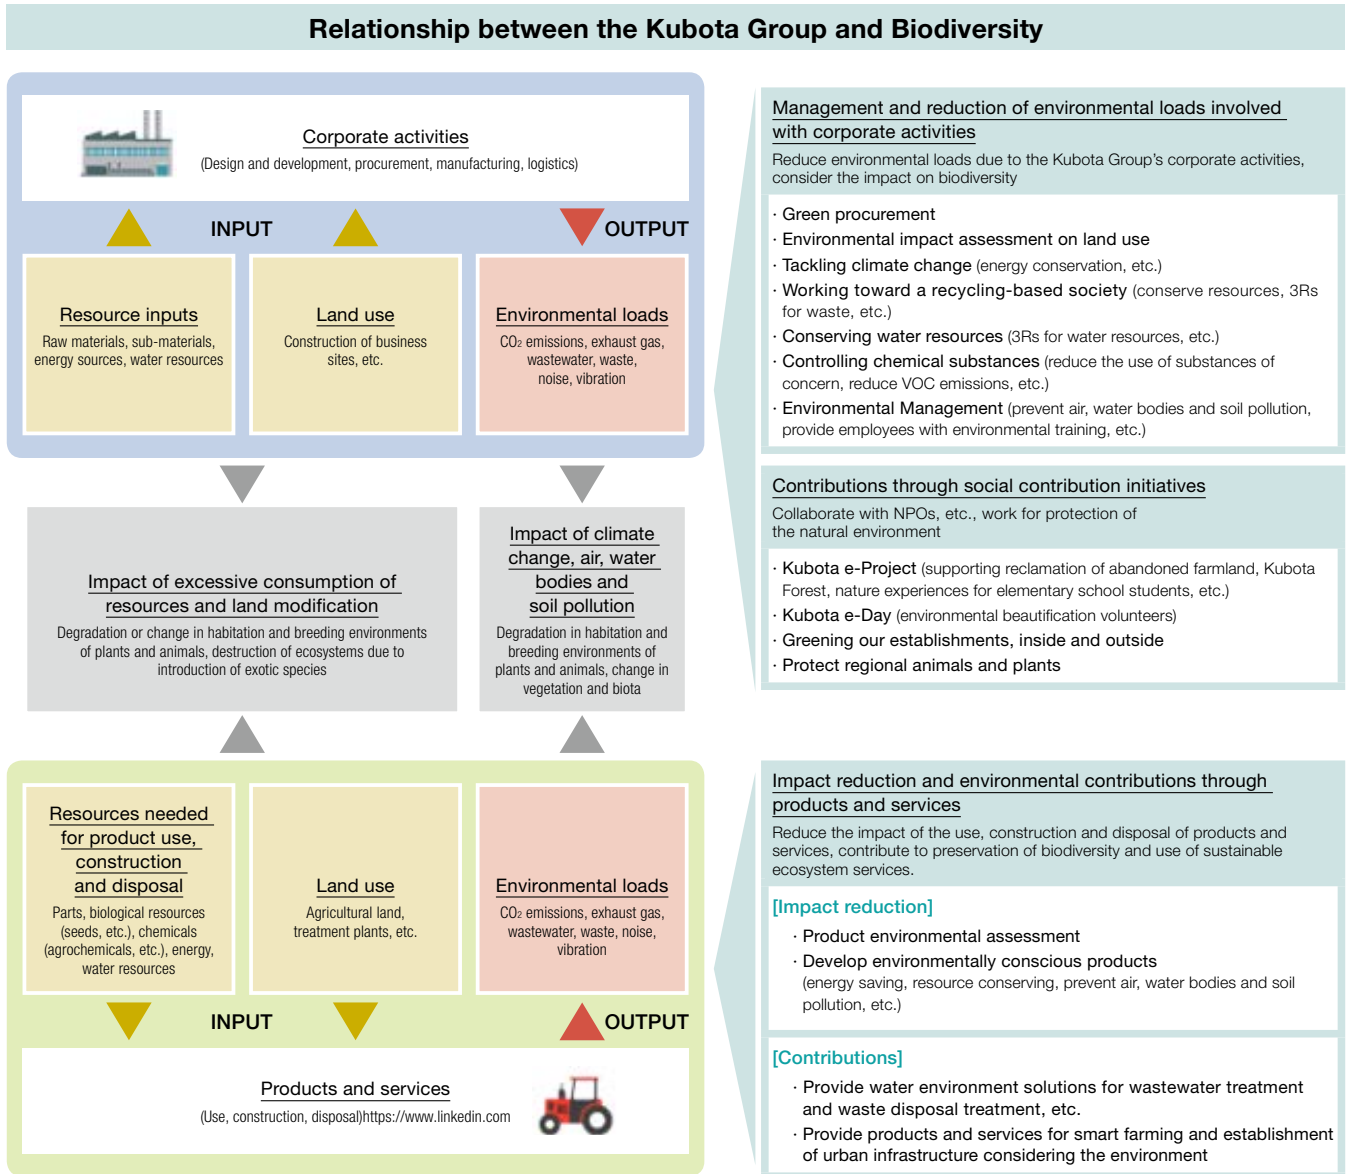 Relationship between the Kubota Group and Biodiversity
Corporate activities
(Design and development, procurement, manufacturing, logistics)
INPUT
OUTPUT
Resource inputs
Raw materials, sub-materials,
energy sources, water resources
Land use
Construction of business
sites, etc.
Environmental loads
CO₂ emissions, exhaust gas,
wastewater, waste,
noise, vibration
Impact of excessive consumption of
resources and land modification
Degradation or change in habitation and breeding environments
of plants and animals, destruction of ecosystems due to
introduction of exotic species
Impact of climate
change, air, water
bodies and
soil pollution
Degradation in habitation and
breeding environments of
plants and animals, change in
vegetation and biota
Resources needed
for product use,
construction
and disposal
Parts, biological resources
(seeds, etc.), chemicals
(agrochemicals, etc.), energy,
water resources
Land use
Agricultural land,
treatment plants, etc.
Environmental loads
CO₂ emissions, exhaust gas,
wastewater, waste, noise,
vibration
INPUT
OUTPUT
Products and services
(Use, construction, disposal)https://www.linkedin.com
Management and reduction of environmental loads involved
with corporate activities
Reduce environmental loads due to the Kubota Group's corporate activities,
consider the impact on biodiversity
· Green procurement
· Environmental impact assessment on land use
· Tackling climate change (energy conservation, etc.)
· Working toward a recycling-based society (conserve resources, 3Rs
for waste, etc.)
· Conserving water resources (3Rs for water resources, etc.)
· Controlling chemical substances (reduce the use of substances of
concern, reduce VOC emissions, etc.)
· Environmental Management (prevent air, water bodies and soil pollution,
provide employees with environmental training, etc.)
Contributions through social contribution initiatives
Collaborate with NPOs, etc., work for protection of
the natural environment
· Kubota e-Project (supporting reclamation of abandoned farmland, Kubota
Forest, nature experiences for elementary school students, etc.)
· Kubota e-Day (environmental beautification volunteers)
· Greening our establishments, inside and outside
· Protect regional animals and plants
Impact reduction and environmental contributions through
products and services
Reduce the impact of the use, construction and disposal of products and
services, contribute to preservation of biodiversity and use of sustainable
ecosystem services.
[Impact reduction]
· Product environmental assessment
· Develop environmentally conscious products
(energy saving, resource conserving, prevent air, water bodies and soil
pollution, etc.)
[Contributions]
· Provide water environment solutions for wastewater treatment
and waste disposal treatment, etc.
· Provide products and services for smart farming and establishment
of urban infrastructure considering the environment